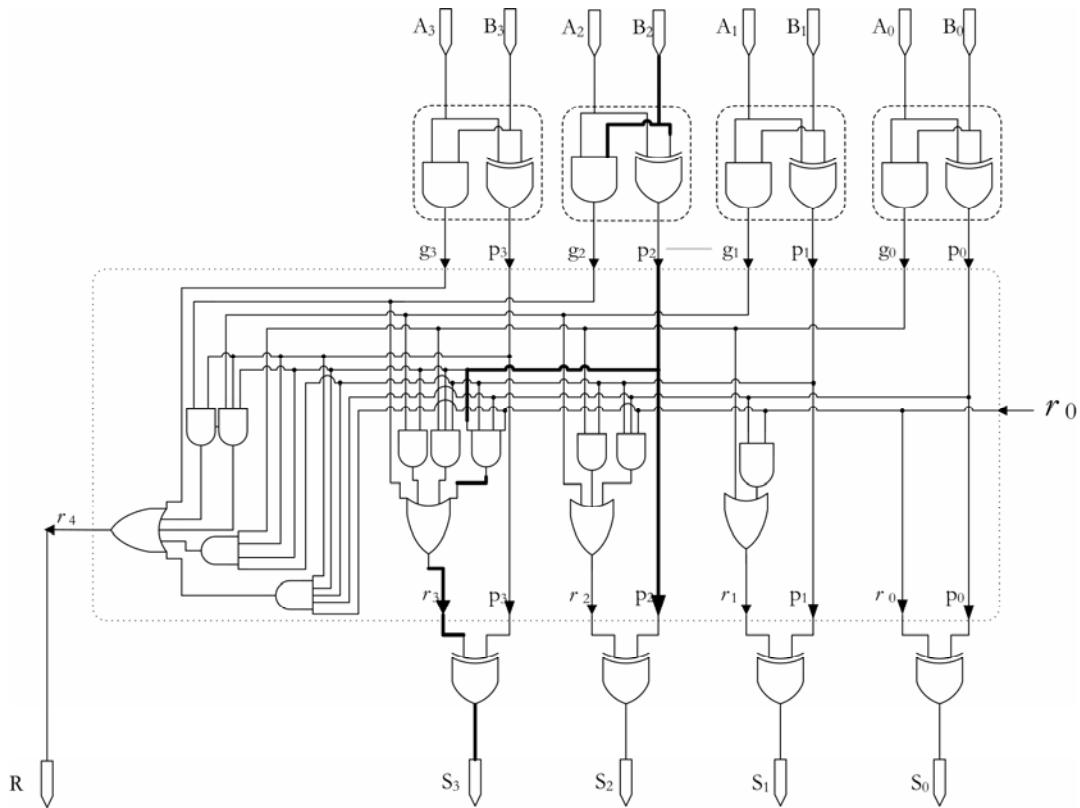 A₃ B₃ A₂ B₂ A₁ B₁ A₀ B₀
g₃ p₃ g₂ p₂ g₁ p₁ g₀ p₀
r₀
r₄
r₃ p₃ r₂ p₂ r₁ p₁ r₀ p₀
R S₃ S₂ S₁ S₀